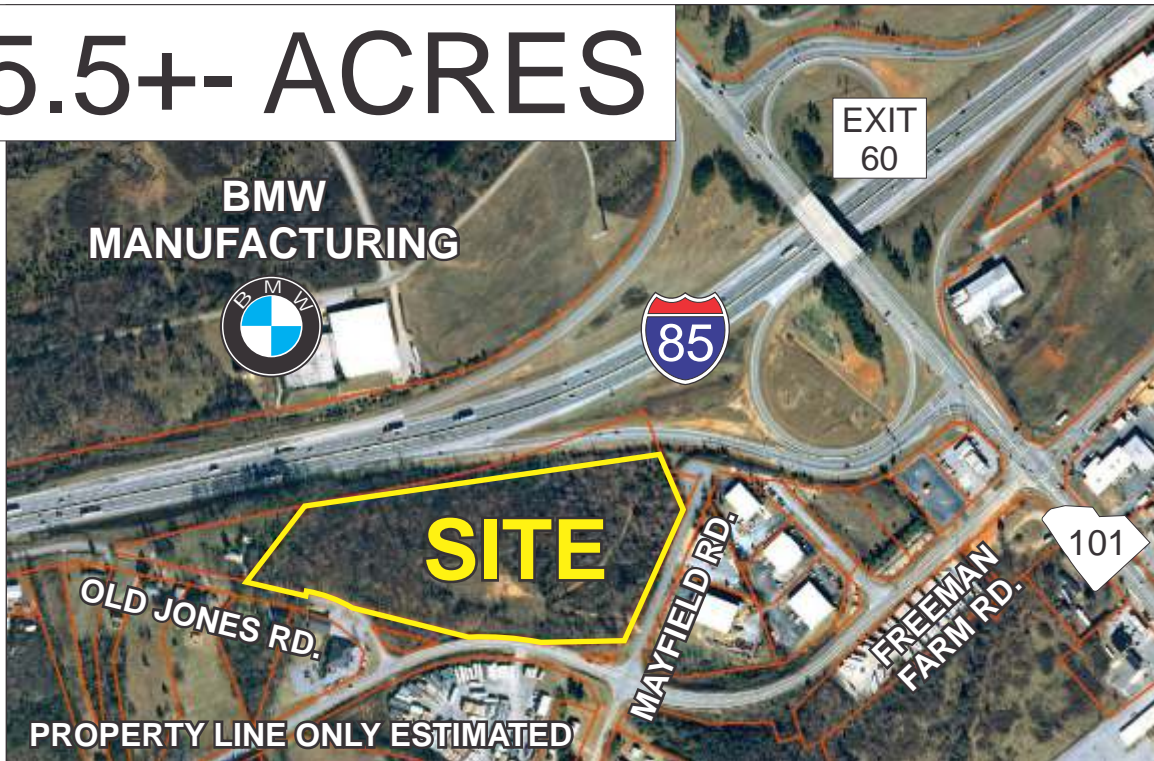 5.5+- ACRES
EXIT
60
BMW
MANUFACTURING
BMW
85
SITE
101
OLD JONES RD.
MAYFIELD RD.
FREEMAN
FARM RD.
PROPERTY LINE ONLY ESTIMATED